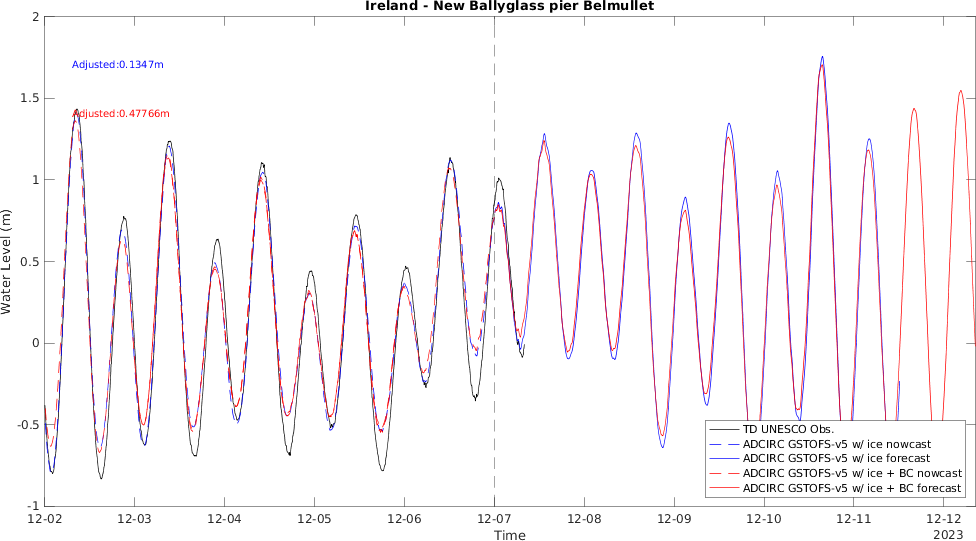 Ireland - New Ballyglass pier Belmullet
Adjusted:0.1347m
Adjusted:0.47766m
Water Level (m)
2
1.5
1
0.5
0
-0.5
-1
12-02 12-03 12-04 12-05 12-06 12-07 12-08 12-09 12-10 12-11 12-12
2023
Time
TD UNESCO Obs.
ADCIRC GSTOFS-v5 w/ ice nowcast
ADCIRC GSTOFS-v5 w/ ice forecast
ADCIRC GSTOFS-v5 w/ ice + BC nowcast
ADCIRC GSTOFS-v5 w/ ice + BC forecast